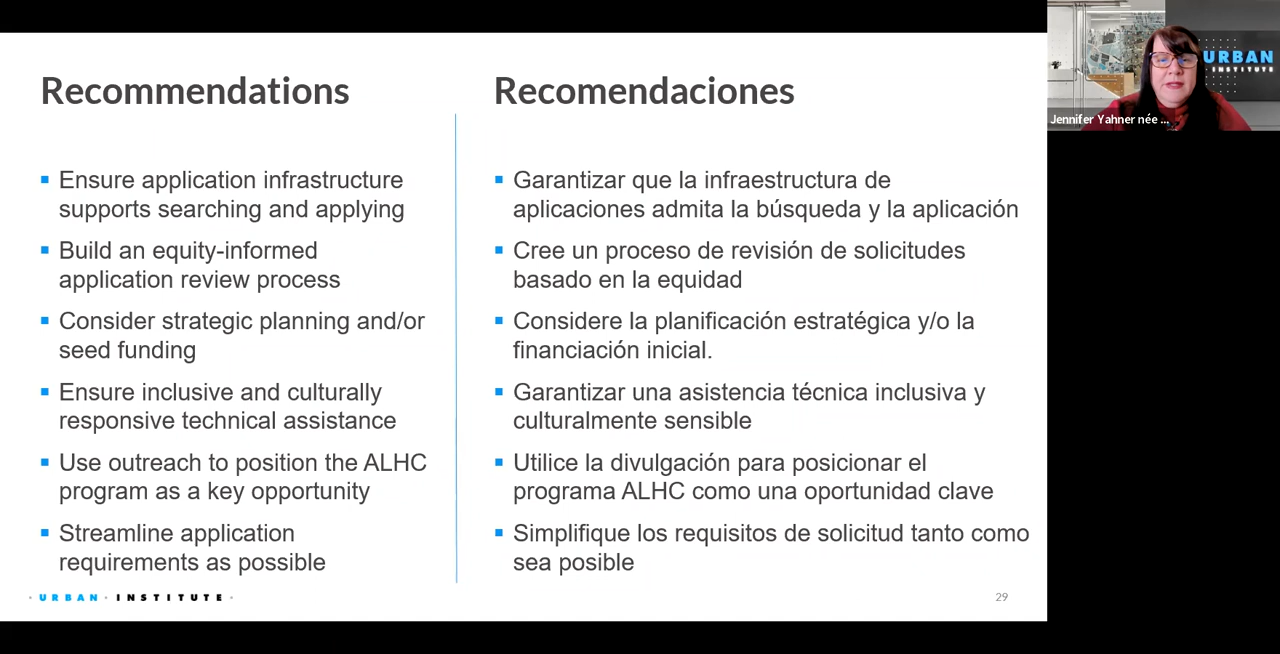 Recommendations
Ensure application infrastructure
supports searching and applying
Build an equity-informed
application review process
Consider strategic planning and/or
seed funding
Ensure inclusive and culturally
responsive technical assistance
Use outreach to position the ALHC
program as a key opportunity
Streamline application
requirements as possible
Recomendaciones
Garantizar que la infraestructura de
aplicaciones admita la búsqueda y la aplicación
Cree un proceso de revisión de solicitudes
basado en la equidad
Considere la planificación estratégica y/o la
financiación inicial.
Garantizar una asistencia técnica inclusiva y
culturalmente sensible
Utilice la divulgación para posicionar el
programa ALHC como una oportunidad clave
Simplifique los requisitos de solicitud tanto como
sea posible
· URBAN · INSTITUTE ·
29
URBAN
INSTITUTE
Jennifer Yahner née ...